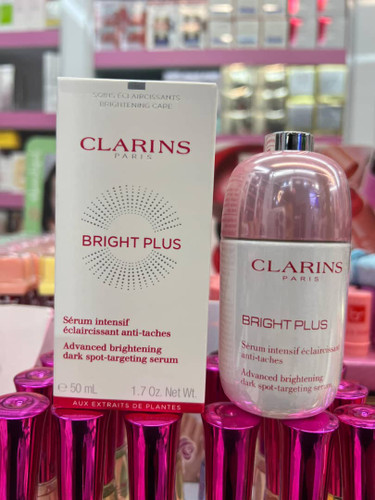 SOINS ÉCLAIRCISSANTS
BRIGHTENING CARE
CLARINS
PARIS
BRIGHT PLUS
Sérum intensif
éclaircissant anti-taches
Advanced brightening
dark spot-targeting serum
℮ 50 mL 1.7 Oz. Net Wt.
AUX EXTRAITS DE PLANTES
CLARINS
PARIS
BRIGHT PLUS
Sérum intensif éclaircissant
anti-taches
Advanced brightening
dark spot-targeting serum